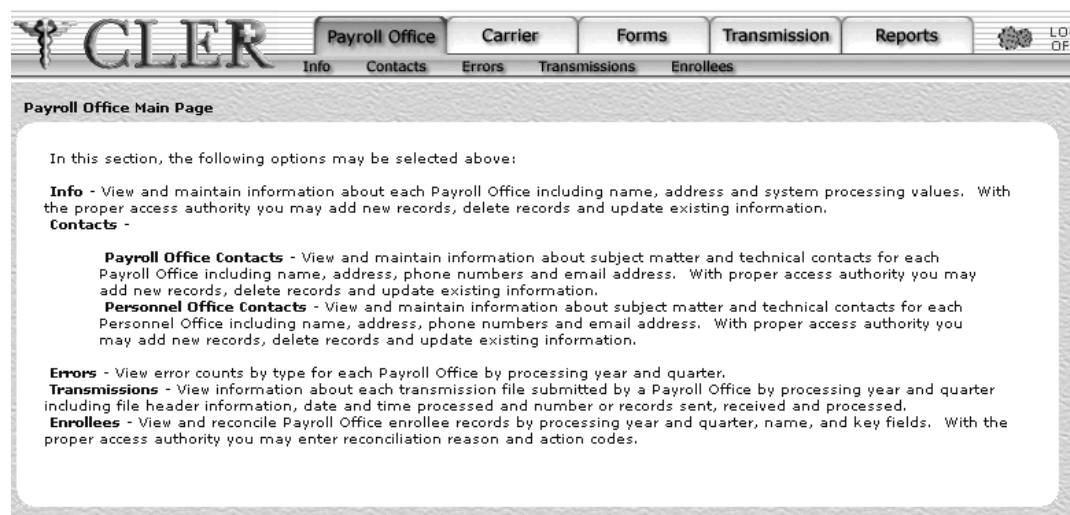 CLER
Payroll Office Carrier Forms Transmission Reports
Info Contacts Errors Transmissions Enrollees
Payroll Office Main Page
In this section, the following options may be selected above:
Info - View and maintain information about each Payroll Office including name, address and system processing values. With
the proper access authority you may add new records, delete records and update existing information.
Contacts -
Payroll Office Contacts - View and maintain information about subject matter and technical contacts for each
Payroll Office including name, address, phone numbers and email address. With proper access authority you may
add new records, delete records and update existing information.
Personnel Office Contacts - View and maintain information about subject matter and technical contacts for each
Personnel Office including name, address, phone numbers and email address. With proper access authority you
may add new records, delete records and update existing information.
Errors - View error counts by type for each Payroll Office by processing year and quarter.
Transmissions - View information about each transmission file submitted by a Payroll Office by processing year and quarter
including file header information, date and time processed and number or records sent, received and processed.
Enrollees - View and reconcile Payroll Office enrollee records by processing year and quarter, name, and key fields. With the
proper access authority you may enter reconciliation reason and action codes.